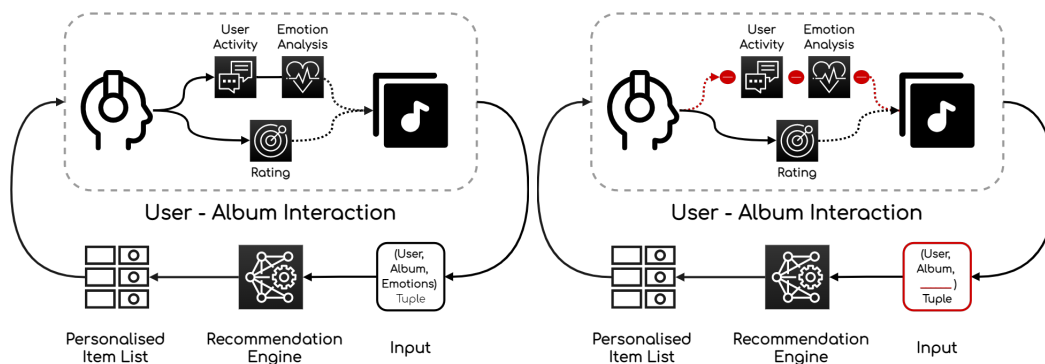 User
Activity
Emotion
Analysis
Rating
User - Album Interaction
(User,
Album,
Emotions)
Tuple
Personalised
Item List
Recommendation
Engine
Input
User
Activity
Emotion
Analysis
Rating
User - Album Interaction
(User,
Album,
____)
Tuple
Personalised
Item List
Recommendation
Engine
Input